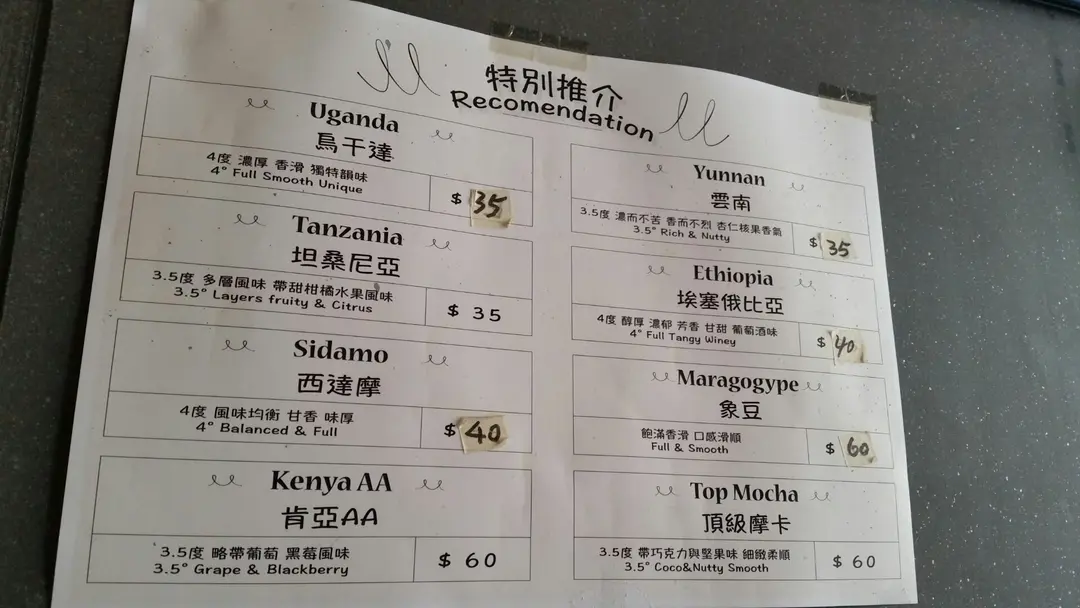 特別推介
Recomendation
Uganda
烏干達
4度 濃厚 香滑 獨特韻味
4° Full Smooth Unique
$ 35
Tanzania
坦桑尼亞
3.5度 多層風味 帶甜柑橘水果風味
3.5° Layers fruity & Citrus
$ 35
Sidamo
西達摩
4度 風味均衡 甘香 味厚
4° Balanced & Full
$ 40
Kenya AA
肯亞AA
3.5度 略帶葡萄 黑莓風味
3.5° Grape & Blackberry
$ 60
Yunnan
雲南
3.5度 濃而不苦 香而不烈 杏仁核果香氣
3.5° Rich & Nutty
$ 35
Ethiopia
埃塞俄比亞
4度 醇厚 濃郁 芳香 甘甜 葡萄酒味
4° Full Tangy Winey
$ 40
Maragogype
象豆
飽滿香滑 口感滑順
Full & Smooth
$ 60
Top Mocha
頂級摩卡
3.5度 帶巧克力與堅果味 細緻柔順
3.5° Coco&Nutty Smooth
$ 60